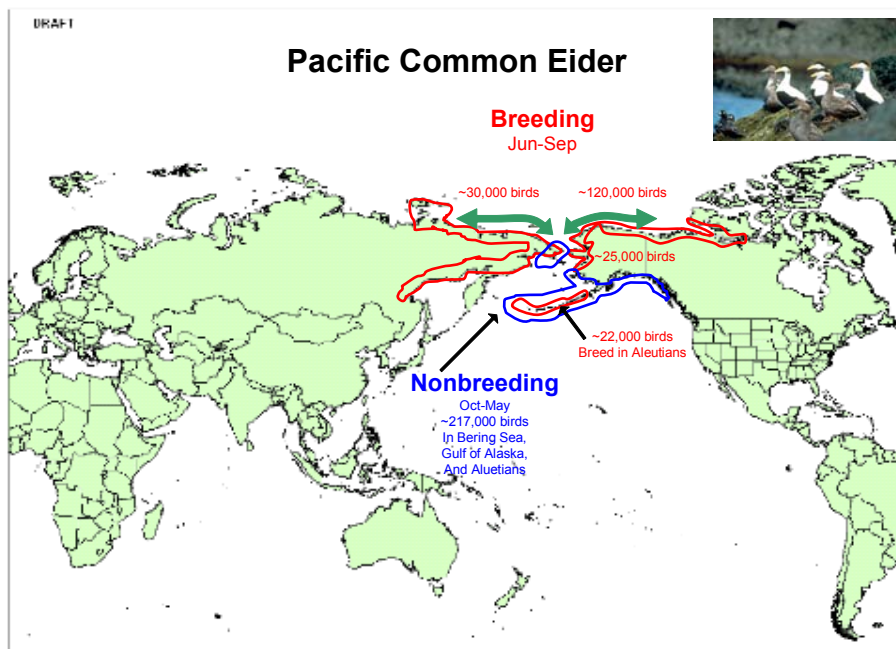 DRAFT
Pacific Common Eider
Breeding
Jun-Sep
~30,000 birds
~120,000 birds
~25,000 birds
~22,000 birds
Breed in Aleutians
Nonbreeding
Oct-May
~217,000 birds
In Bering Sea,
Gulf of Alaska,
And Aluetians